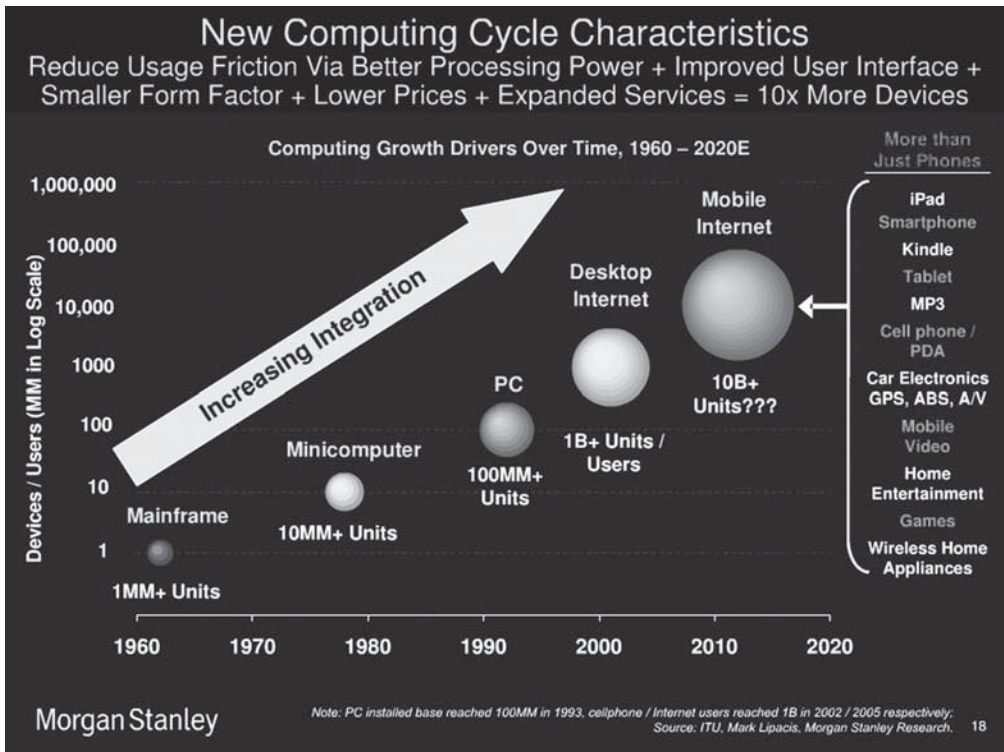 New Computing Cycle Characteristics
Reduce Usage Friction Via Better Processing Power + Improved User Interface +
Smaller Form Factor + Lower Prices + Expanded Services = 10x More Devices
Computing Growth Drivers Over Time, 1960 – 2020E
More than
Just Phones
Devices / Users (MM in Log Scale)
1,000,000
100,000
10,000
1000
100
10
1
Increasing Integration
Mainframe
1MM+ Units
Minicomputer
10MM+ Units
PC
100MM+
Units
Desktop
Internet
1B+ Units /
Users
Mobile
Internet
10B+
Units???
iPad
Smartphone
Kindle
Tablet
MP3
Cell phone /
PDA
Car Electronics
GPS, ABS, A/V
Mobile
Video
Home
Entertainment
Games
Wireless Home
Appliances
1960
1970
1980
1990
2000
2010
2020
Morgan Stanley
Note: PC installed base reached 100MM in 1993, cellphone / Internet users reached 1B in 2002 / 2005 respectively;
Source: ITU, Mark Lipacis, Morgan Stanley Research.
18